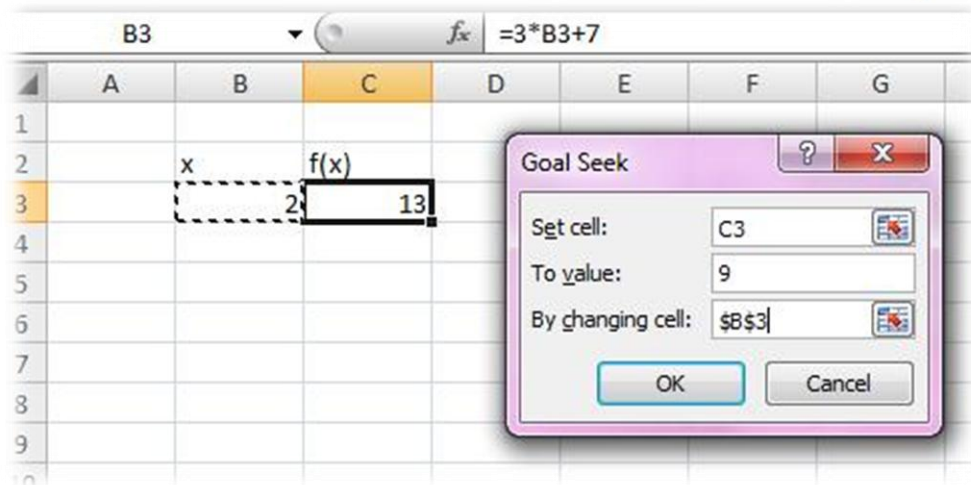 B3 fx =3*B3+7
A B C D E F G
1
2 x f(x)
3 2 13
4
5
6
7
8
9
10
Goal Seek ? X
Set cell: C3
To value: 9
By changing cell: $B$3
OK Cancel